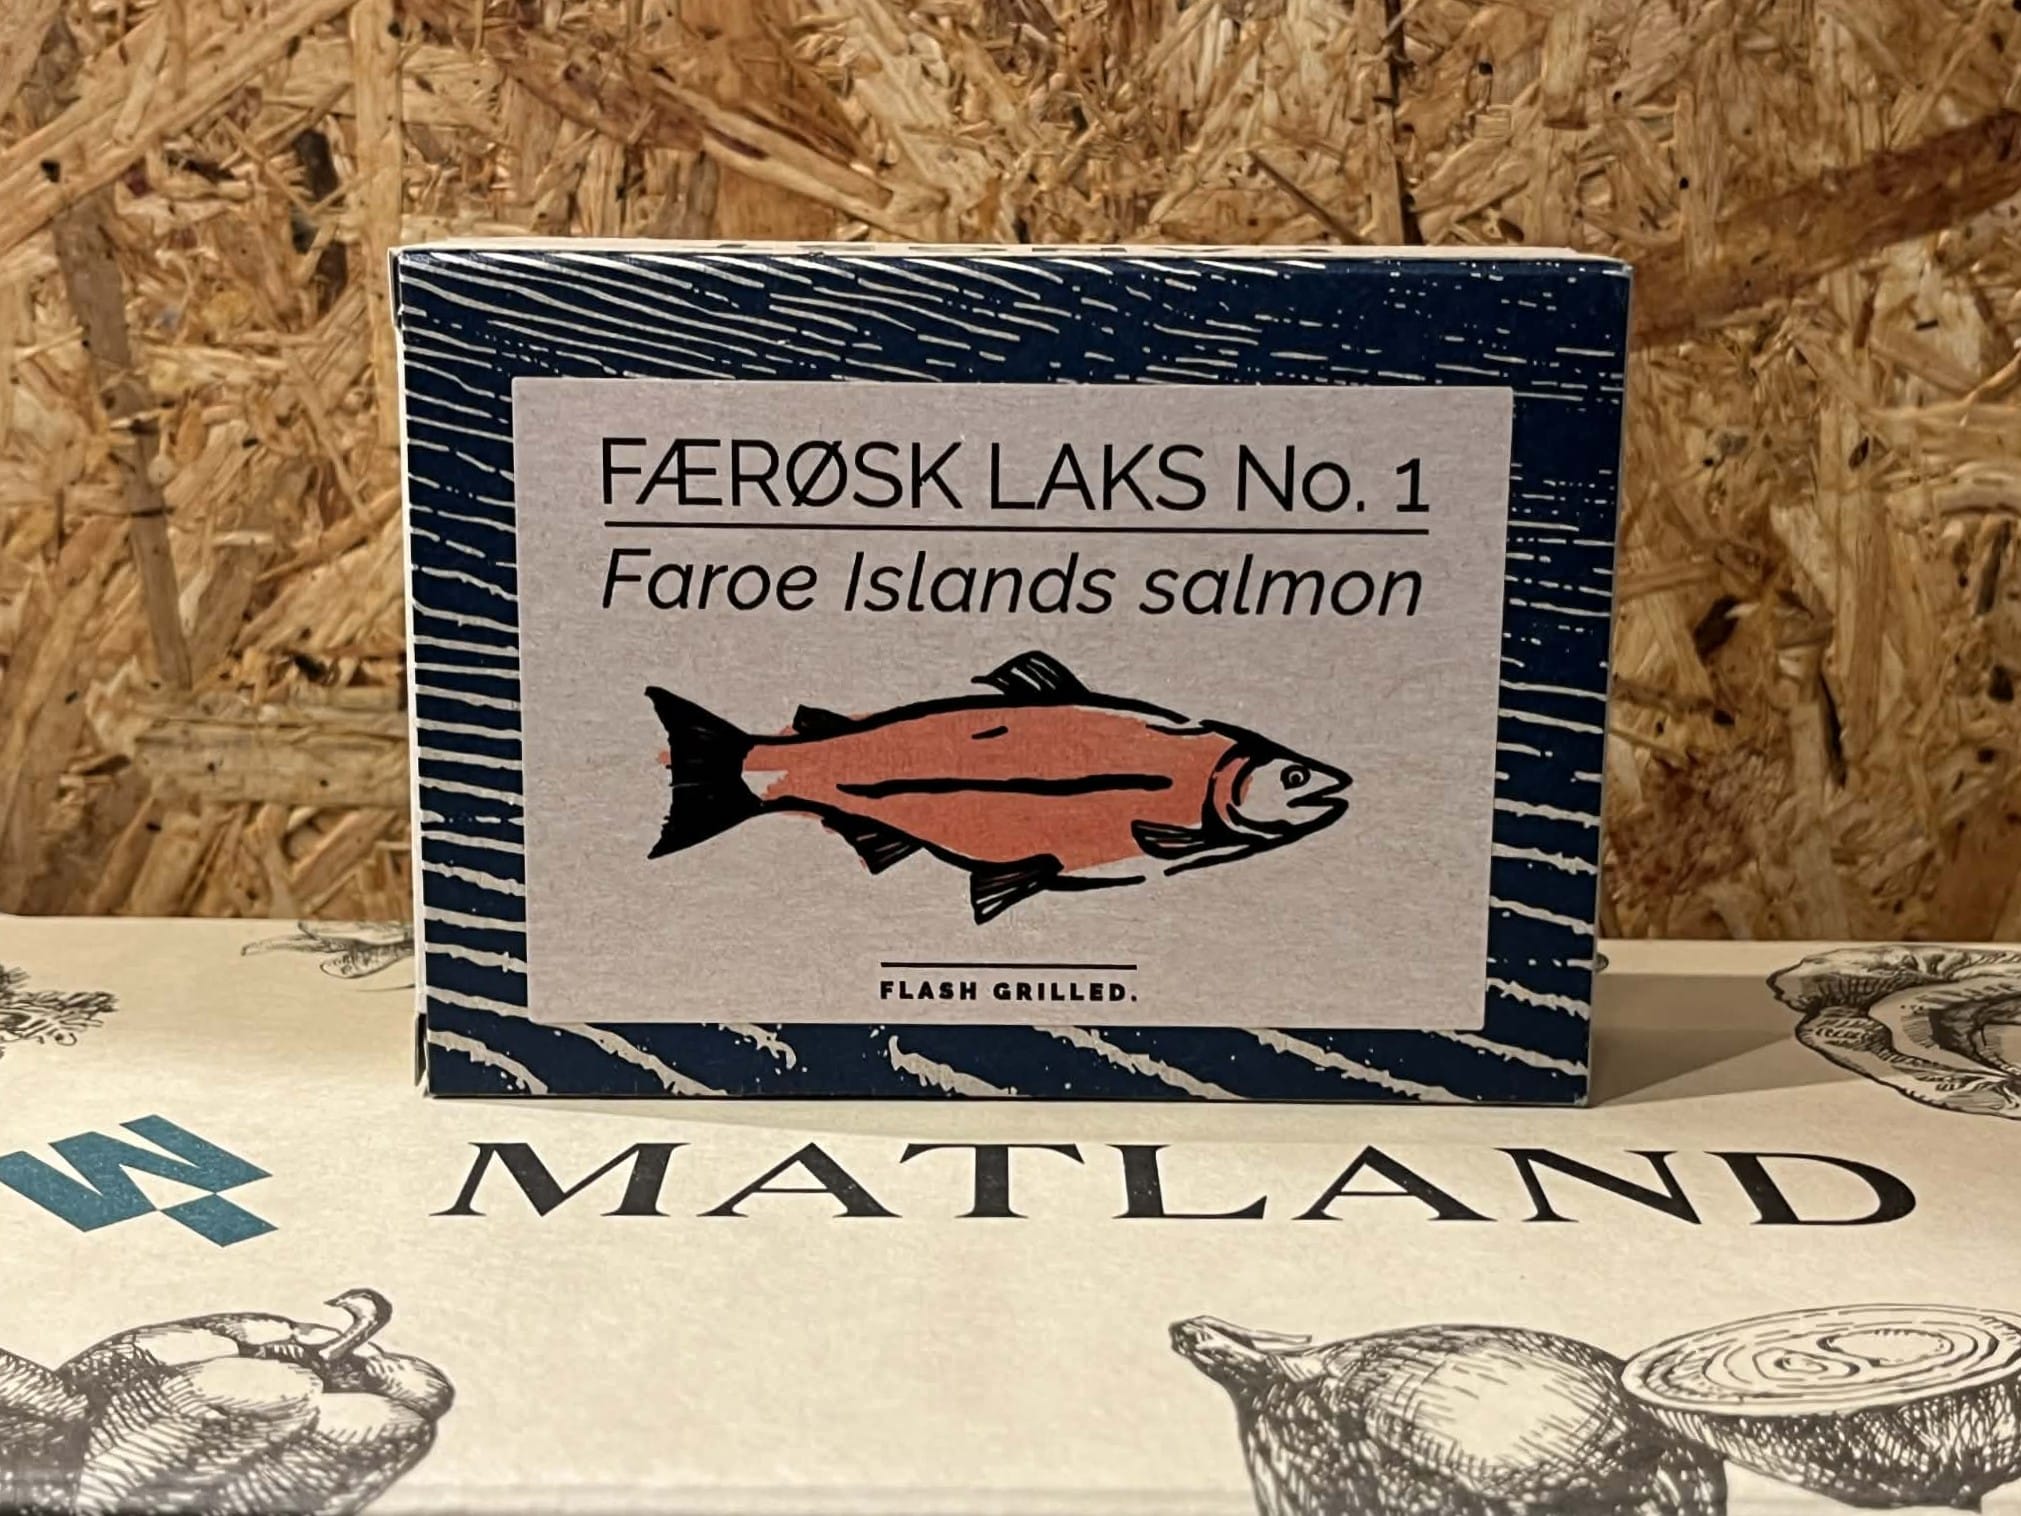 FÆRØSK LAKS No. 1
Faroe Islands salmon
FLASH GRILLED.
MATLAND